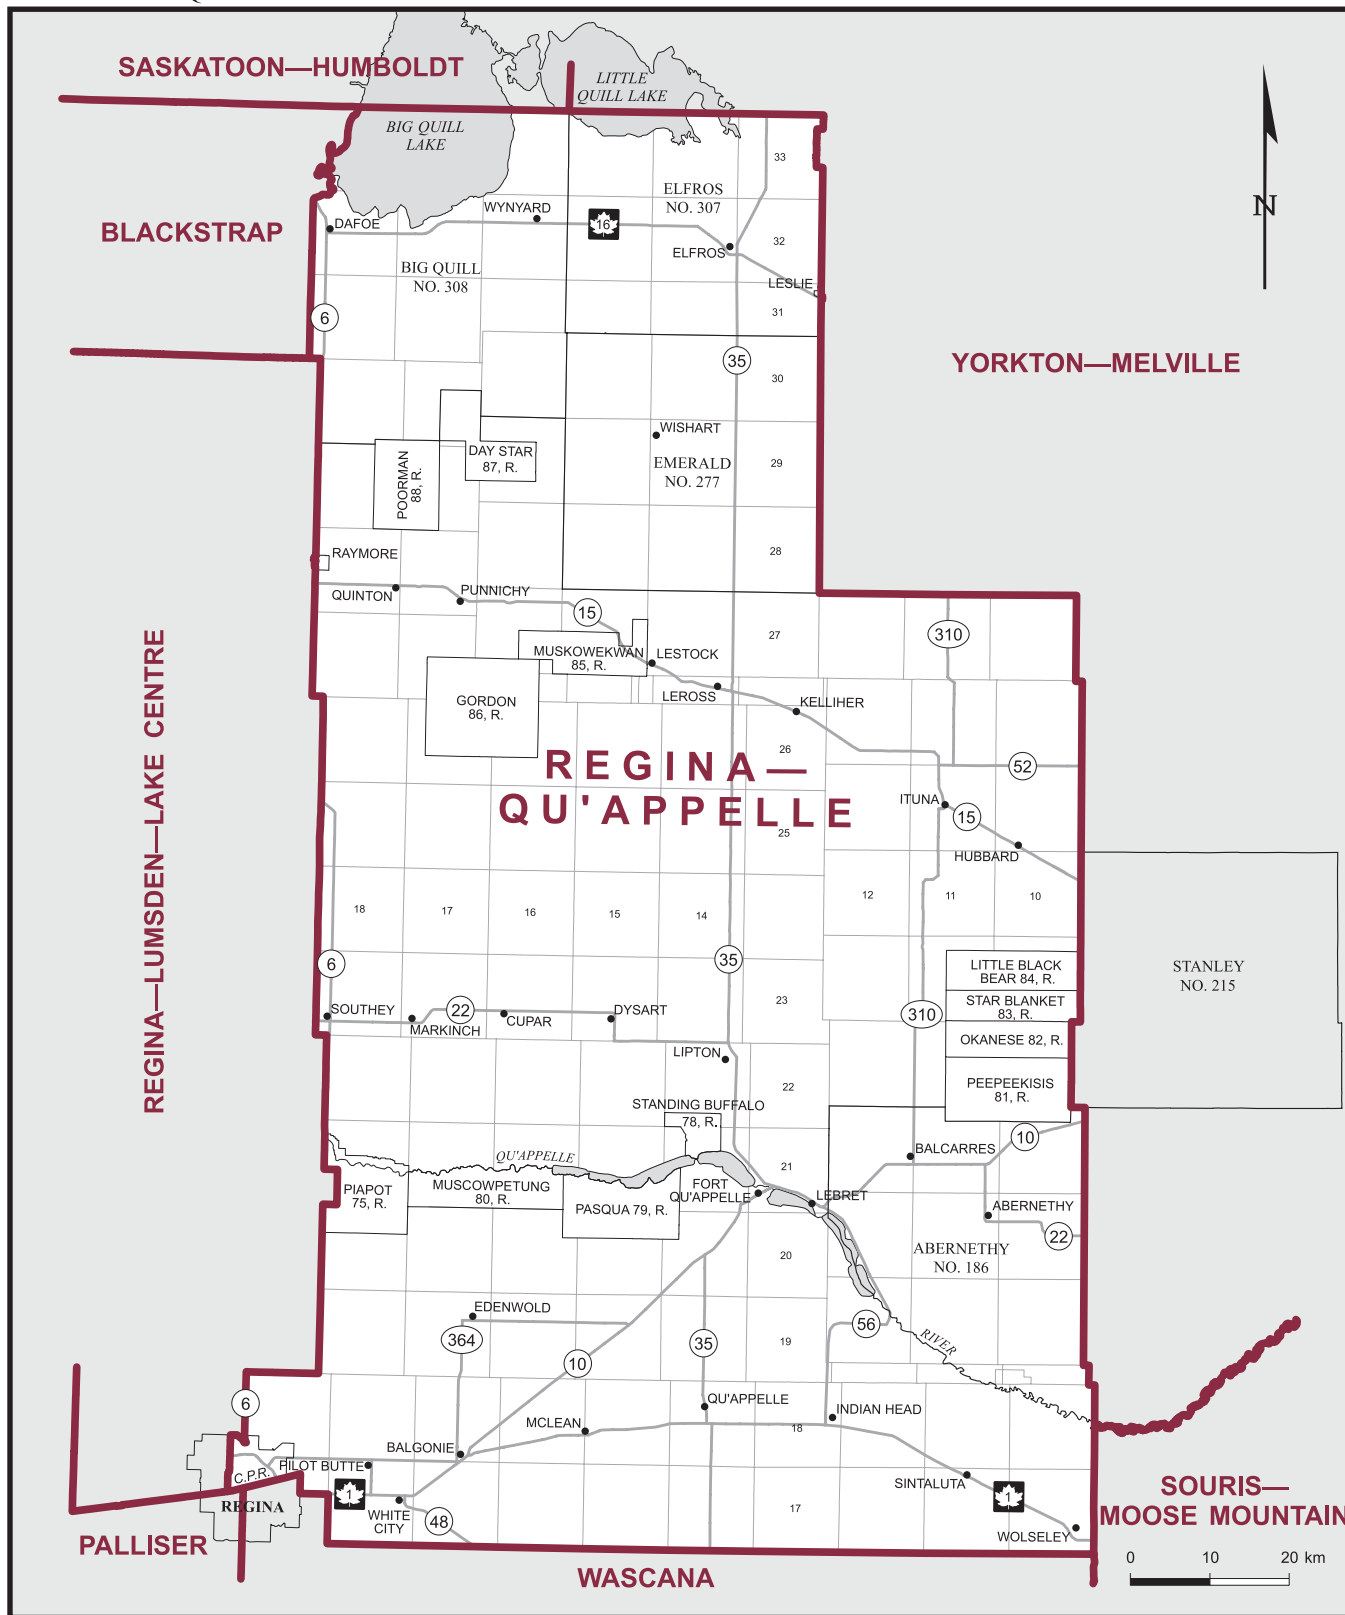 SASKATOON—HUMBOLDT
LITTLE
QUILL LAKE
BIG QUILL
LAKE
33
ELFROS
NO. 307
N
BLACKSTRAP
DAFOE
WYNYARD
16
32
ELFROS
BIG QUILL
NO. 308
LESLIE
31
6
35
YORKTON—MELVILLE
30
WISHART
DAY STAR
87, R.
EMERALD
NO. 277
29
POORMAN
88, R.
28
RAYMORE
QUINTON
PUNNICHY
15
27
310
MUSKOWEKWAN
85, R.
LESTOCK
LEROSS
KELLIHER
GORDON
86, R.
26
REGINA—
QU'APPELLE
52
ITUNA
15
25
HUBBARD
REGINA—LUMSDEN—LAKE CENTRE
18
17
16
15
14
12
11
10
6
35
LITTLE BLACK
BEAR 84, R.
STANLEY
NO. 215
23
STAR BLANKET
83, R.
SOUTHEY
MARKINCH
22
CUPAR
DYSART
310
OKANESE 82, R.
LIPTON
22
PEEPEEKISIS
81, R.
STANDING BUFFALO
78, R.
10
BALCARRES
QU'APPELLE
21
PIAPOT
75, R.
MUSCOWPETUNG
80, R.
PASQUA 79, R.
FORT
QU'APPELLE
LEBRET
ABERNETHY
22
20
ABERNETHY
NO. 186
EDENWOLD
364
10
35
19
56
RIVER
6
QU'APPELLE
INDIAN HEAD
MCLEAN
18
BALGONIE
C.P.R.
PILOT BUTTE
REGINA
1
WHITE
CITY
48
17
SINTALUTA
1
WOLSELEY
SOURIS—
MOOSE MOUNTAIN
PALLISER
WASCANA
0 10 20 km